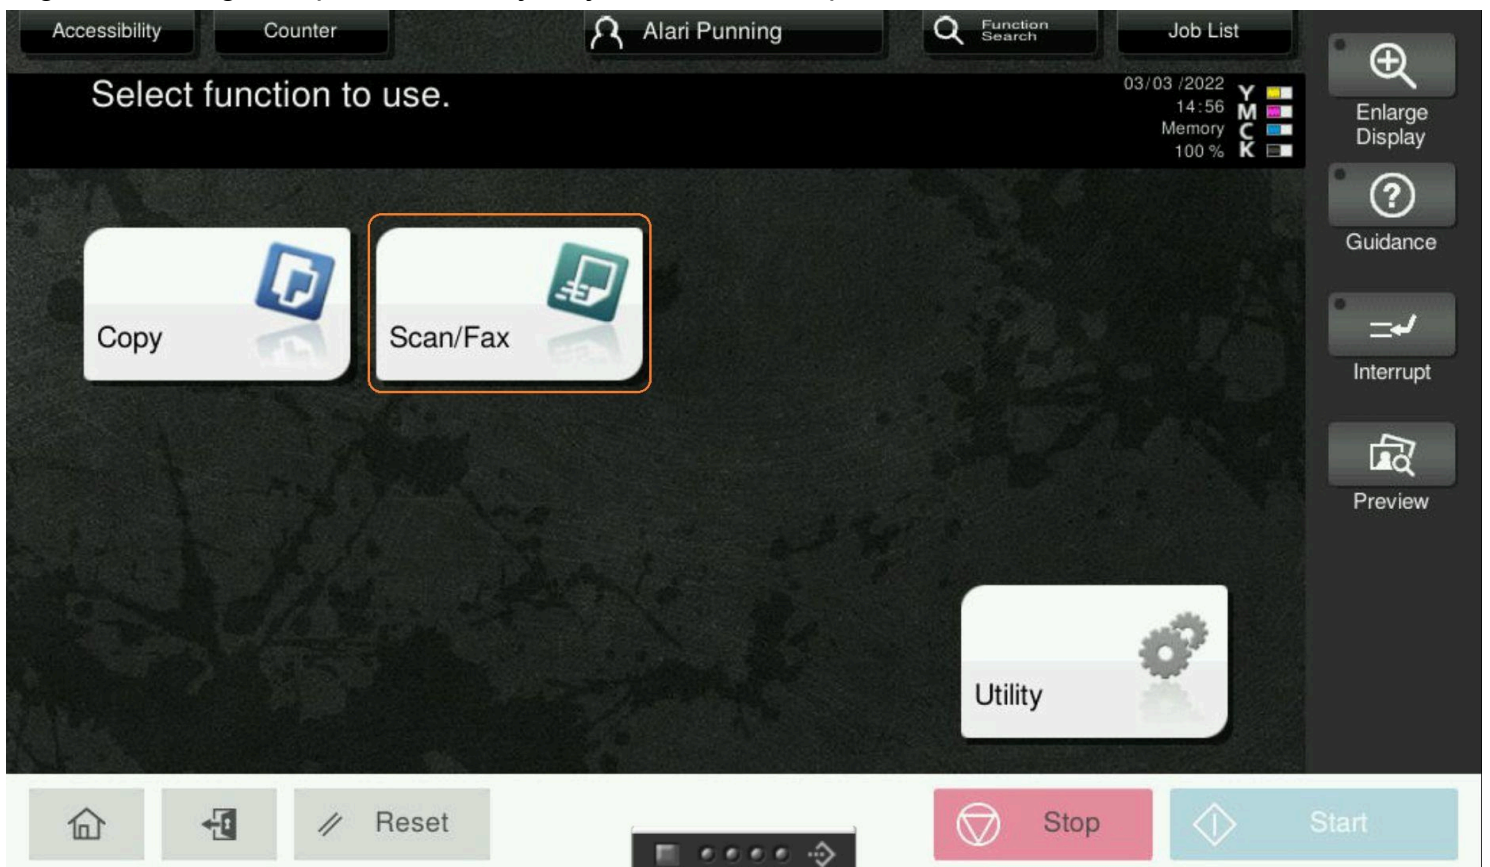 Accessibility
Counter
Alari Punning
Function
Search
Job List
Select function to use.
03/03 /2022
14:56
Memory
100 %
Y
M
C
K
Enlarge
Display
Guidance
Interrupt
Preview
Copy
Scan/Fax
Utility
Reset
Stop
Start